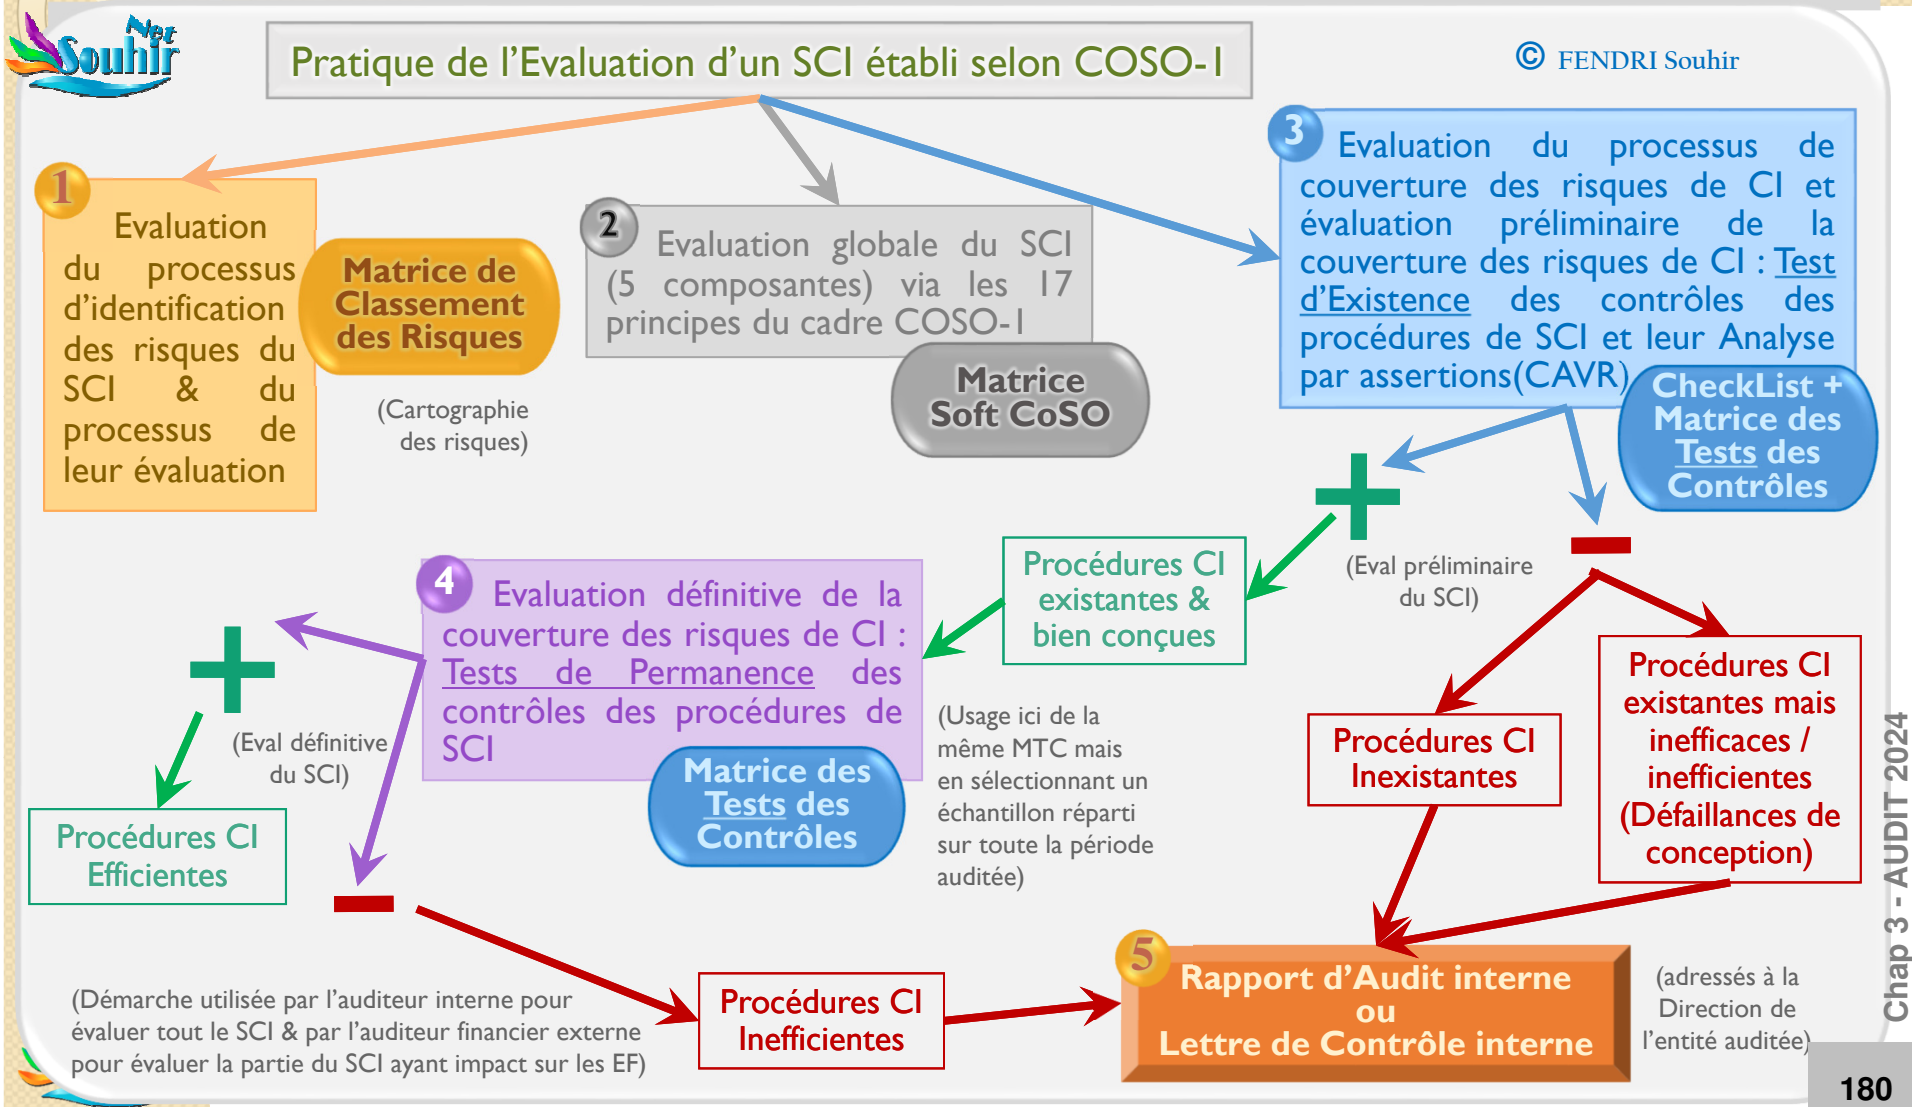 Net
Souhir
Pratique de l'Evaluation d'un SCI établi selon COSO-1
© FENDRI Souhir
1
Evaluation
du processus
d'identification
des risques du
SCI & du
processus de
leur évaluation
Matrice de
Classement
des Risques
(Cartographie
des risques)
2
Evaluation globale du SCI
(5 composantes) via les 17
principes du cadre COSO-1
Matrice
Soft CoSO
3
Evaluation du processus de
couverture des risques de CI et
évaluation préliminaire de la
couverture des risques de CI : Test
d'Existence des contrôles des
procédures de SCI et leur Analyse
par assertions(CAVR)
CheckList +
Matrice des
Tests des
Contrôles
(Eval préliminaire
du SCI)
Procédures CI
existantes &
bien conçues
4
Evaluation définitive de la
couverture des risques de CI :
Tests de Permanence des
contrôles des procédures de
SCI
Matrice des
Tests des
Contrôles
(Usage ici de la
même MTC mais
en sélectionnant un
échantillon réparti
sur toute la période
auditée)
(Eval définitive
du SCI)
Procédures CI
Efficientes
Procédures CI
Inexistantes
Procédures CI
existantes mais
inefficaces /
inefficientes
(Défaillances de
conception)
(Démarche utilisée par l'auditeur interne pour
évaluer tout le SCI & par l'auditeur financier externe
pour évaluer la partie du SCI ayant impact sur les EF)
Procédures CI
Inefficientes
5
Rapport d'Audit interne
ou
Lettre de Contrôle interne
(adressés à la
Direction de
l'entité auditée)
Chap 3 - AUDIT 2024
180